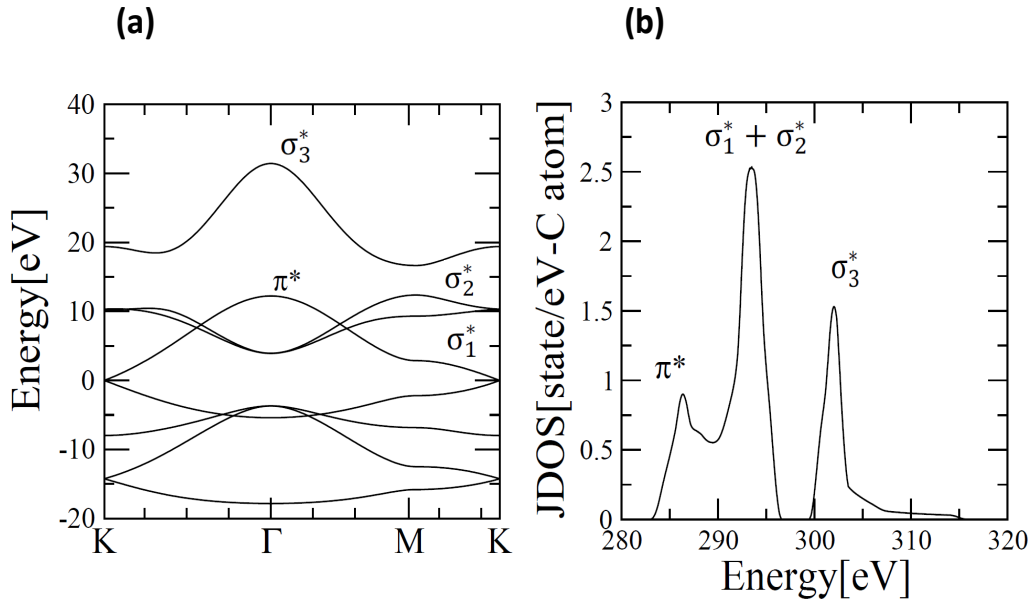 (a)
(b)
Energy[eV]
40
30
20
10
0
-10
-20
K
Γ
M
K
σ₃*
π*
σ₂*
σ₁*
JDOS[state/eV-C atom]
3
2.5
2
1.5
1
0.5
0
280
290
300
310
320
Energy[eV]
σ₁* + σ₂*
σ₃*
π*